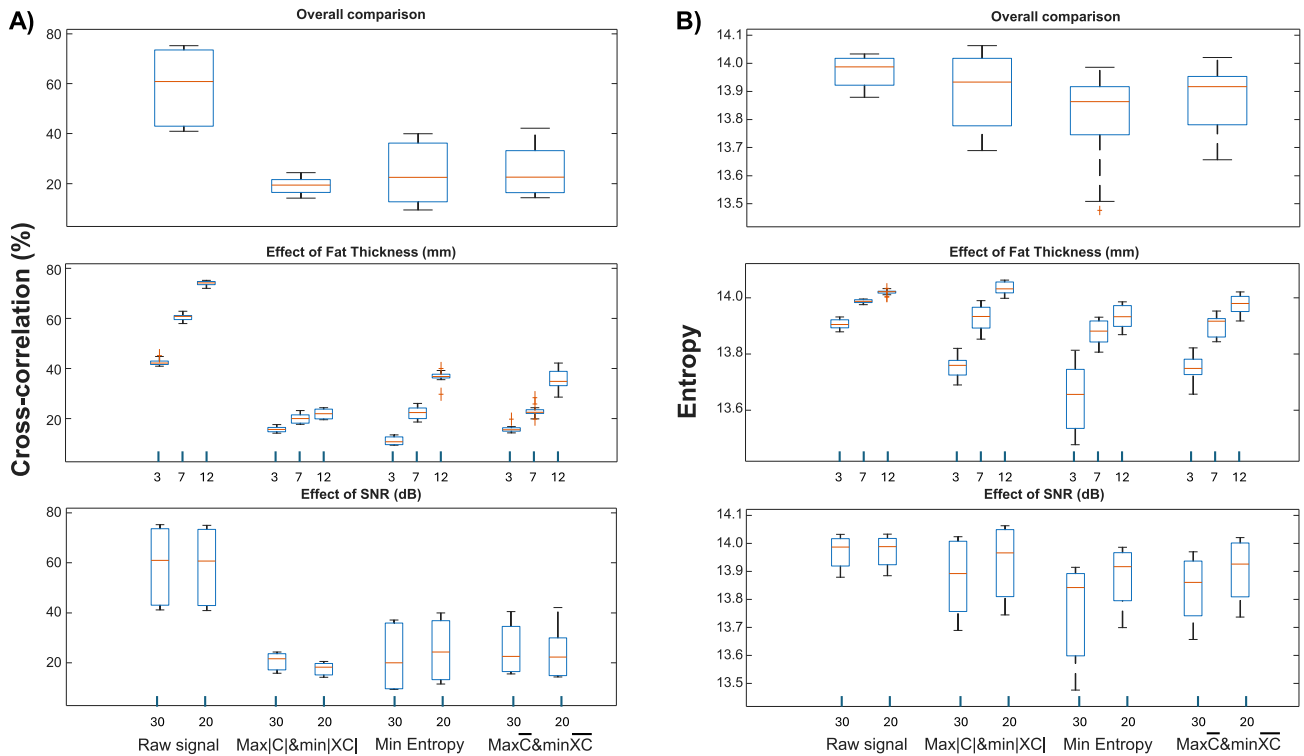 A)
Cross-correlation (%)
Overall comparison
80
60
40
20
Effect of Fat Thickness (mm)
80
60
40
20
3 7 12 3 7 12 3 7 12 3 7 12
Effect of SNR (dB)
80
60
40
20
30 20 30 20 30 20 30 20
Raw signal Max|C|&min|XC| Min Entropy MaxC̅&minX̅C̅
B)
Entropy
Overall comparison
14.1
14.0
13.9
13.8
13.7
13.6
13.5
Effect of Fat Thickness (mm)
14.0
13.8
13.6
3 7 12 3 7 12 3 7 12 3 7 12
Effect of SNR (dB)
14.1
14.0
13.9
13.8
13.7
13.6
13.5
30 20 30 20 30 20 30 20
Raw signal Max|C|&min|XC| Min Entropy MaxC̅&minX̅C̅